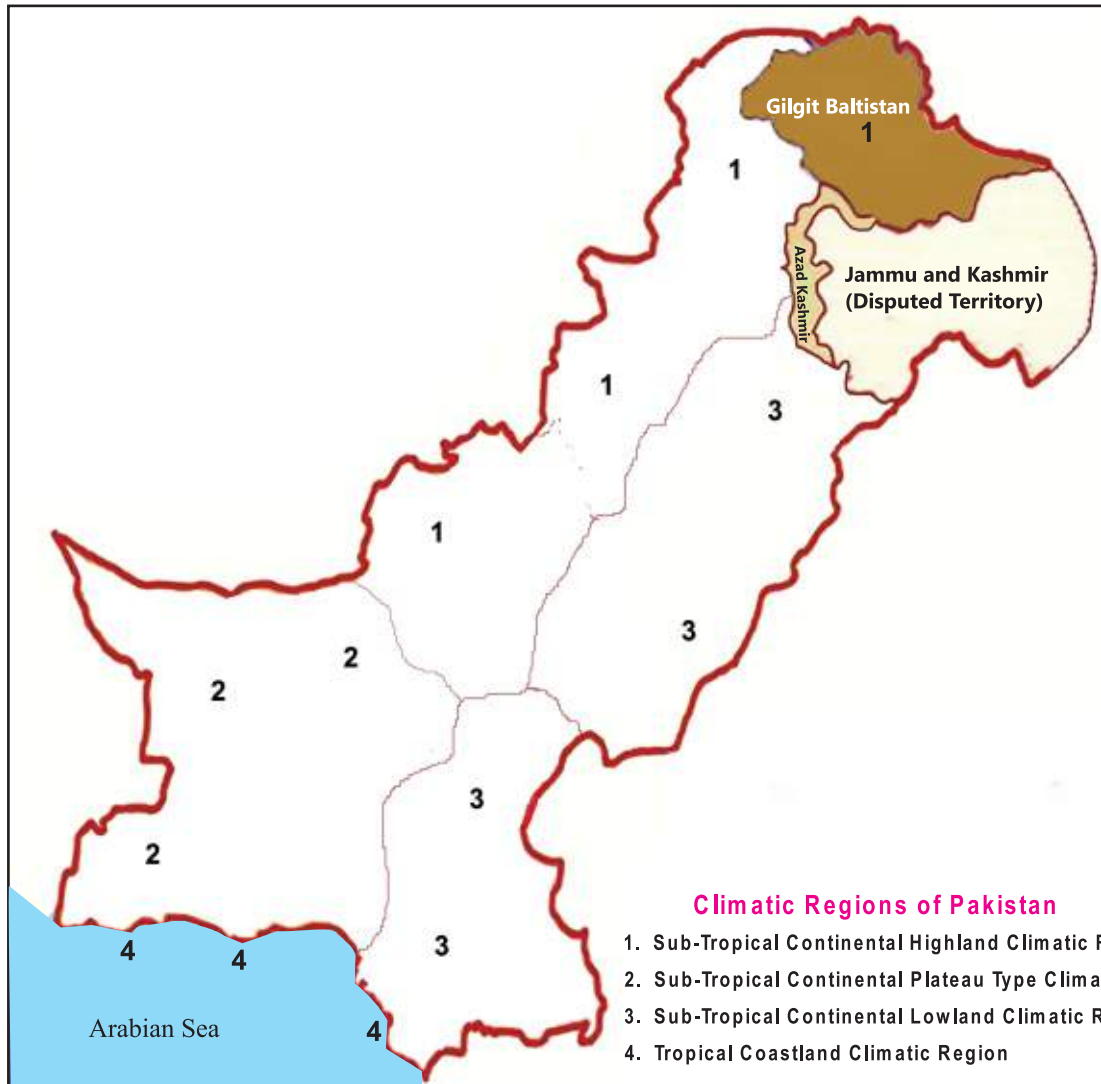 Gilgit Baltistan
1
1
Azad Kashmir
Jammu and Kashmir
(Disputed Territory)
1
3
1
3
2
2
3
2
3
4
4
4
Arabian Sea
Climatic Regions of Pakistan
1. Sub-Tropical Continental Highland Climatic
2. Sub-Tropical Continental Plateau Type
3. Sub-Tropical Continental Lowland Climatic
4. Tropical Coastland Climatic Region